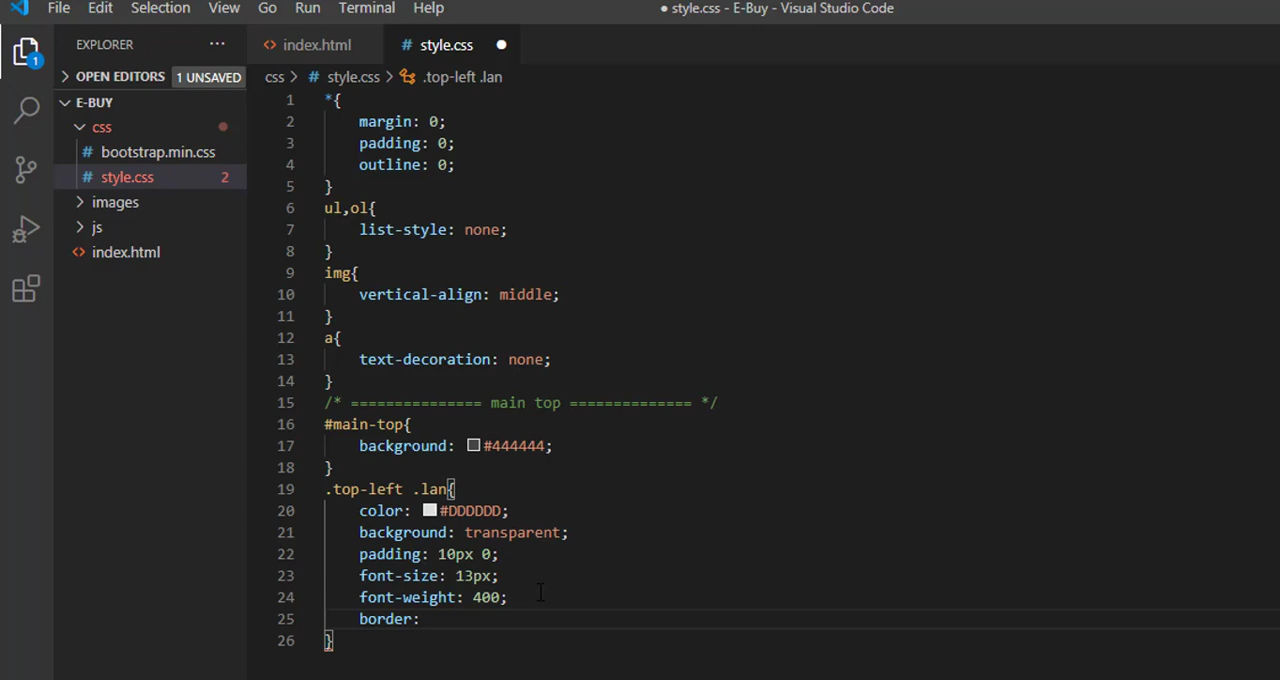 File Edit Selection View Go Run Terminal Help ● style.css - E-Buy - Visual Studio Code
EXPLORER ··· <> index.html # style.css ●
1
> OPEN EDITORS 1 UNSAVED css > # style.css > .top-left .lan
E-BUY
css
# bootstrap.min.css
# style.css 2
> images
> js
<> index.html
1 *{
2 margin: 0;
3 padding: 0;
4 outline: 0;
5 }
6 ul,ol{
7 list-style: none;
8 }
9 img{
10 vertical-align: middle;
11 }
12 a{
13 text-decoration: none;
14 }
15 /* =============== main top ============== */
16 #main-top{
17 background: #444444;
18 }
19 .top-left .lan{
20 color: #DDDDDD;
21 background: transparent;
22 padding: 10px 0;
23 font-size: 13px;
24 font-weight: 400;
25 border:
26 }